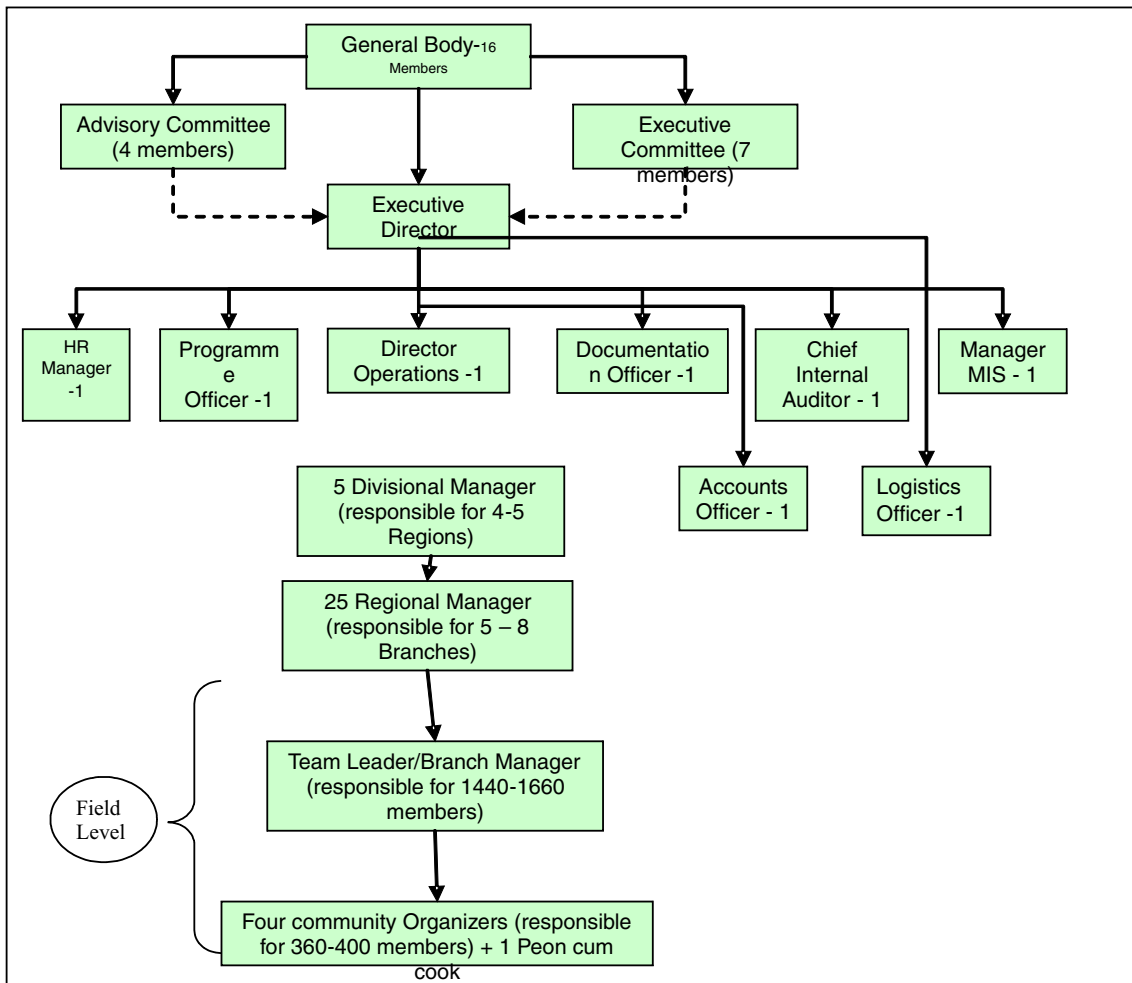 General Body-16
Members
Advisory Committee
(4 members)
Executive
Committee (7
members)
Executive
Director
HR
Manager
-1
Programm
e
Officer -1
Director
Operations -1
Documentatio
n Officer -1
Chief
Internal
Auditor - 1
Manager
MIS - 1
Accounts
Officer - 1
Logistics
Officer -1
5 Divisional Manager
(responsible for 4-5
Regions)
25 Regional Manager
(responsible for 5 – 8
Branches)
Team Leader/Branch Manager
(responsible for 1440-1660
members)
Field
Level
Four community Organizers (responsible
for 360-400 members) + 1 Peon cum
cook